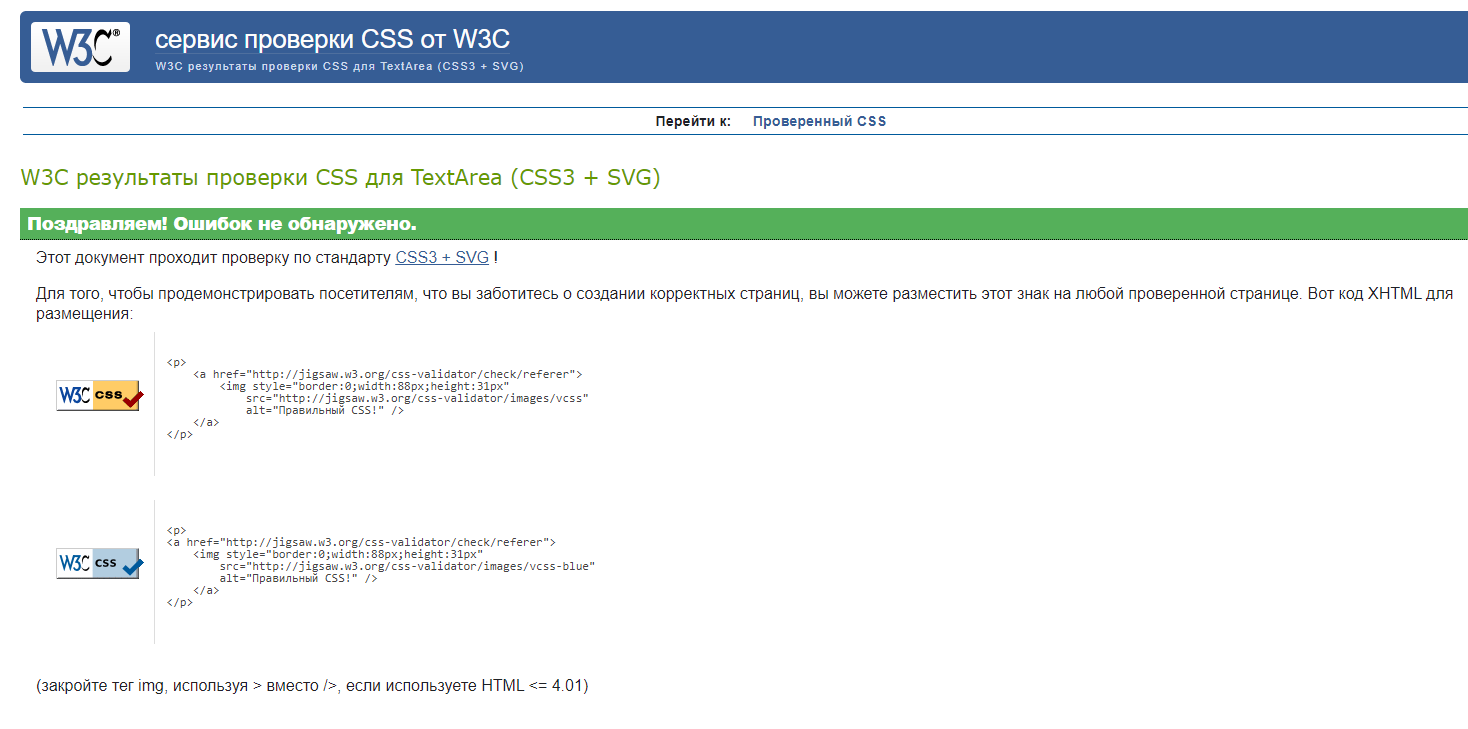 W3C®
сервис проверки CSS от W3C
W3C результаты проверки CSS для TextArea (CSS3 + SVG)
Перейти к: Проверенный CSS
W3C результаты проверки CSS для TextArea (CSS3 + SVG)
Поздравляем! Ошибок не обнаружено.
Этот документ проходит проверку по стандарту CSS3 + SVG !
Для того, чтобы продемонстрировать посетителям, что вы заботитесь о создании корректных страниц, вы можете разместить этот знак на любой проверенной странице. Вот код XHTML для
размещения:
W3C css
<p>
    <a href="http://jigsaw.w3.org/css-validator/check/referer">
        <img style="border:0;width:88px;height:31px"
            src="http://jigsaw.w3.org/css-validator/images/vcss"
            alt="Правильный CSS!" />
    </a>
</p>
W3C css
<p>
<a href="http://jigsaw.w3.org/css-validator/check/referer">
    <img style="border:0;width:88px;height:31px"
        src="http://jigsaw.w3.org/css-validator/images/vcss-blue"
        alt="Правильный CSS!" />
    </a>
</p>
(закройте тег img, используя > вместо />, если используете HTML <= 4.01)